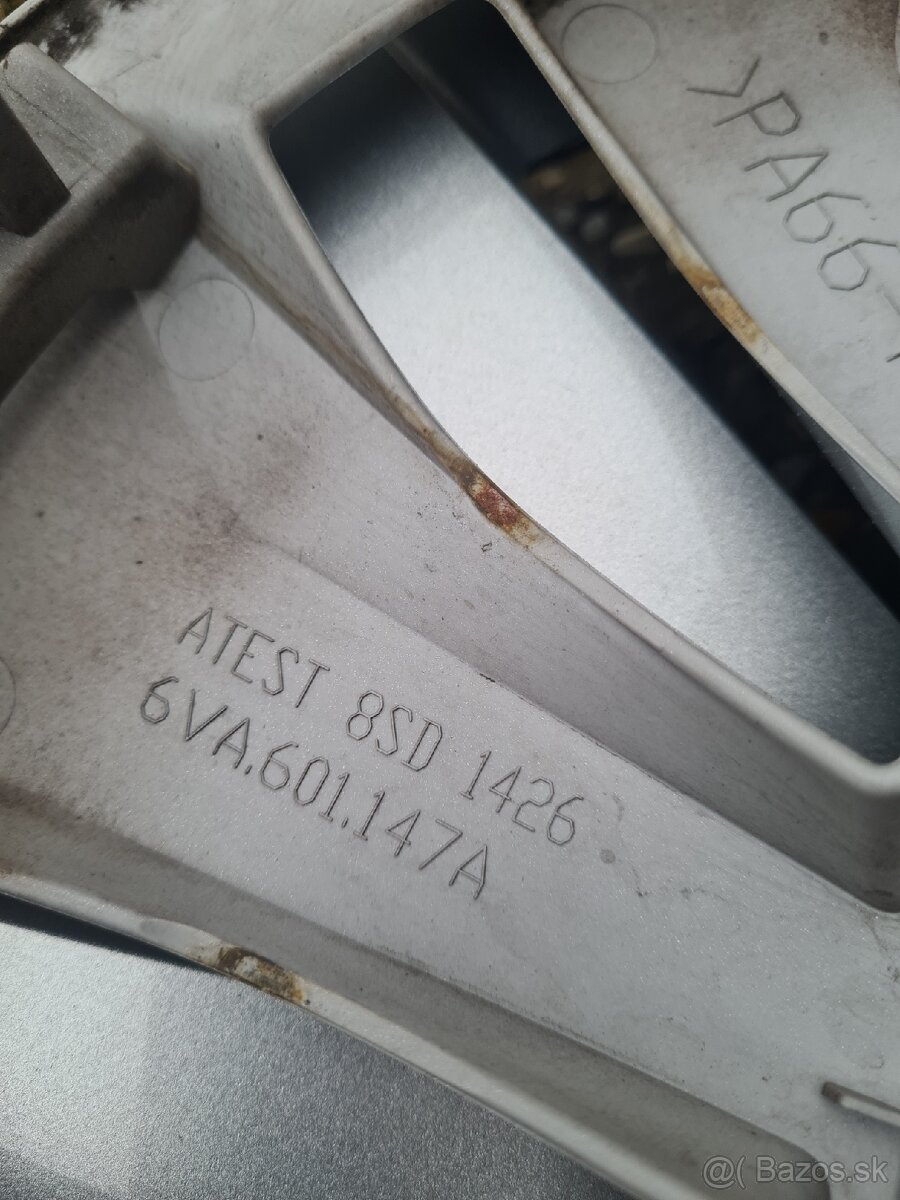 >PA66-
ATEST 8SD 1426
6VA.601.147A
@( Bazos.sk